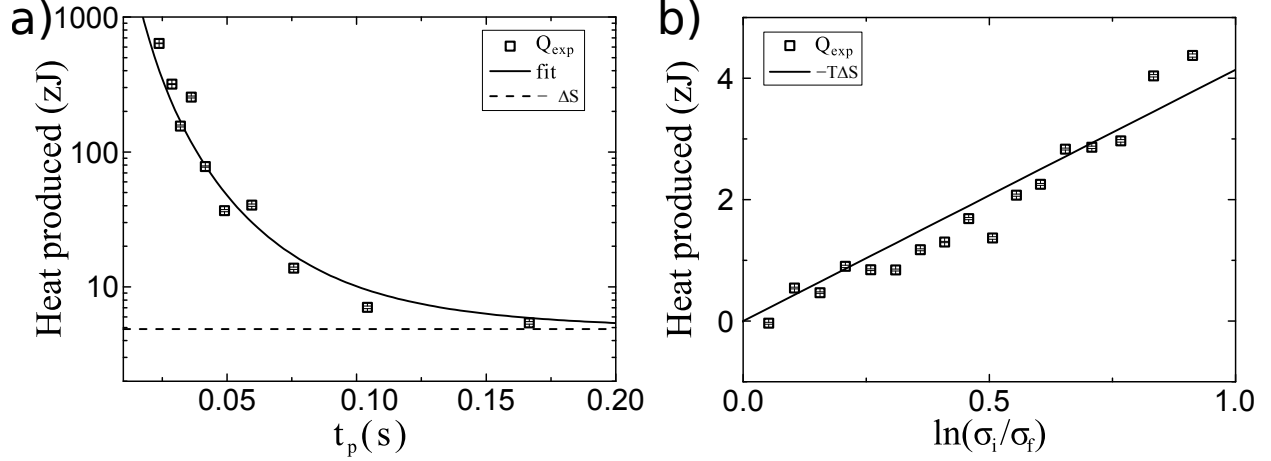 a)
1000
100
10
Heat produced (zJ)
Q_exp
fit
− ΔS
0.05
0.10
0.15
0.20
t_p (s)
b)
4
2
0
Heat produced (zJ)
Q_exp
−TΔS
0.0
0.5
1.0
ln(σ_i/σ_f)